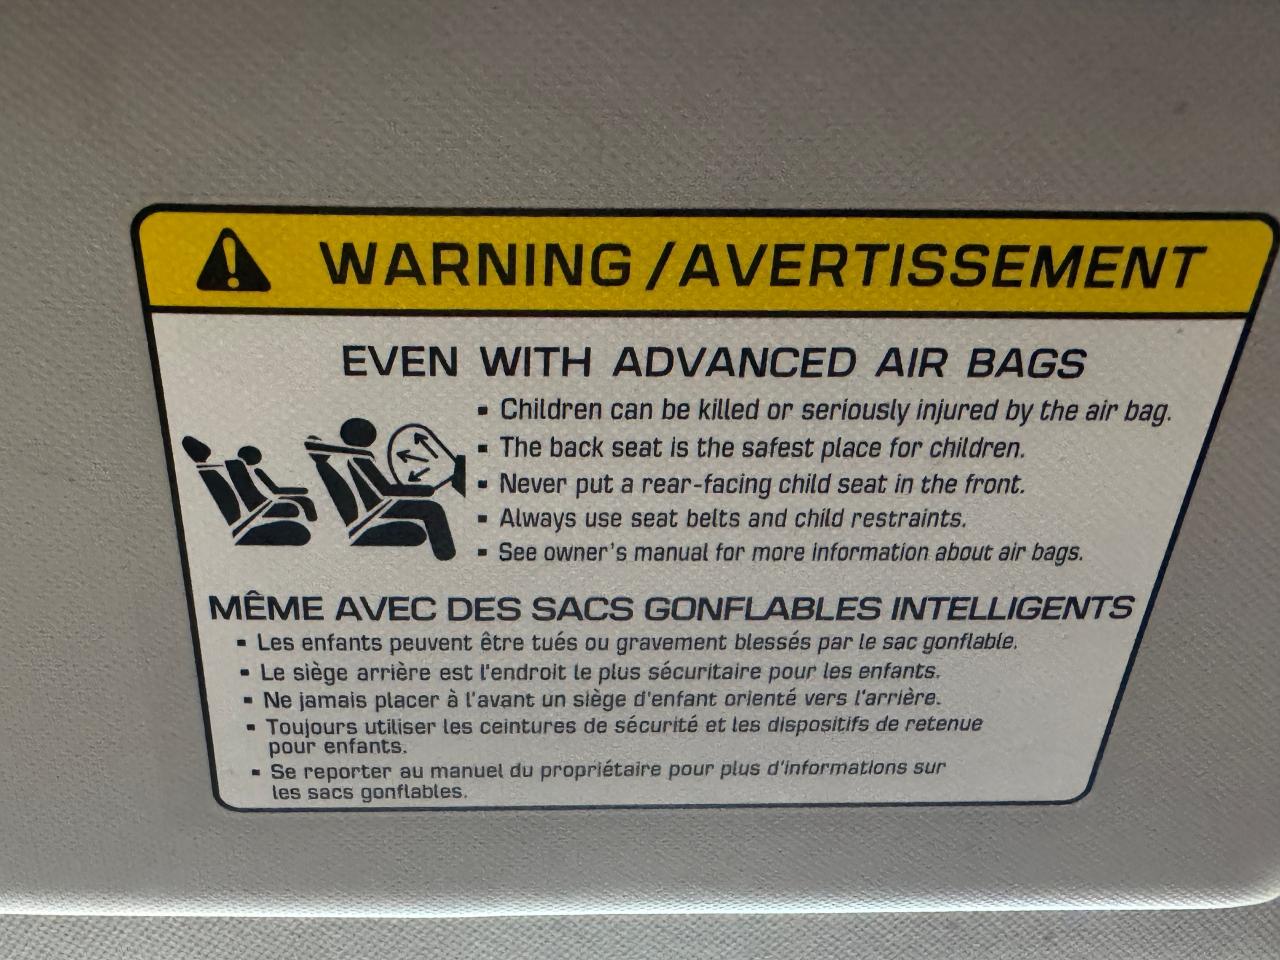 WARNING/AVERTISSEMENT
EVEN WITH ADVANCED AIR BAGS
▪ Children can be killed or seriously injured by the air bag.
▪ The back seat is the safest place for children.
▪ Never put a rear-facing child seat in the front.
▪ Always use seat belts and child restraints.
▪ See owner's manual for more information about air bags.
MÊME AVEC DES SACS GONFLABLES INTELLIGENTS
▪ Les enfants peuvent être tués ou gravement blessés par le sac gonflable.
▪ Le siège arrière est l'endroit le plus sécuritaire pour les enfants.
▪ Ne jamais placer à l'avant un siège d'enfant orienté vers l'arrière.
▪ Toujours utiliser les ceintures de sécurité et les dispositifs de retenue
pour enfants.
▪ Se reporter au manuel du propriétaire pour plus d'informations sur
les sacs gonflables.